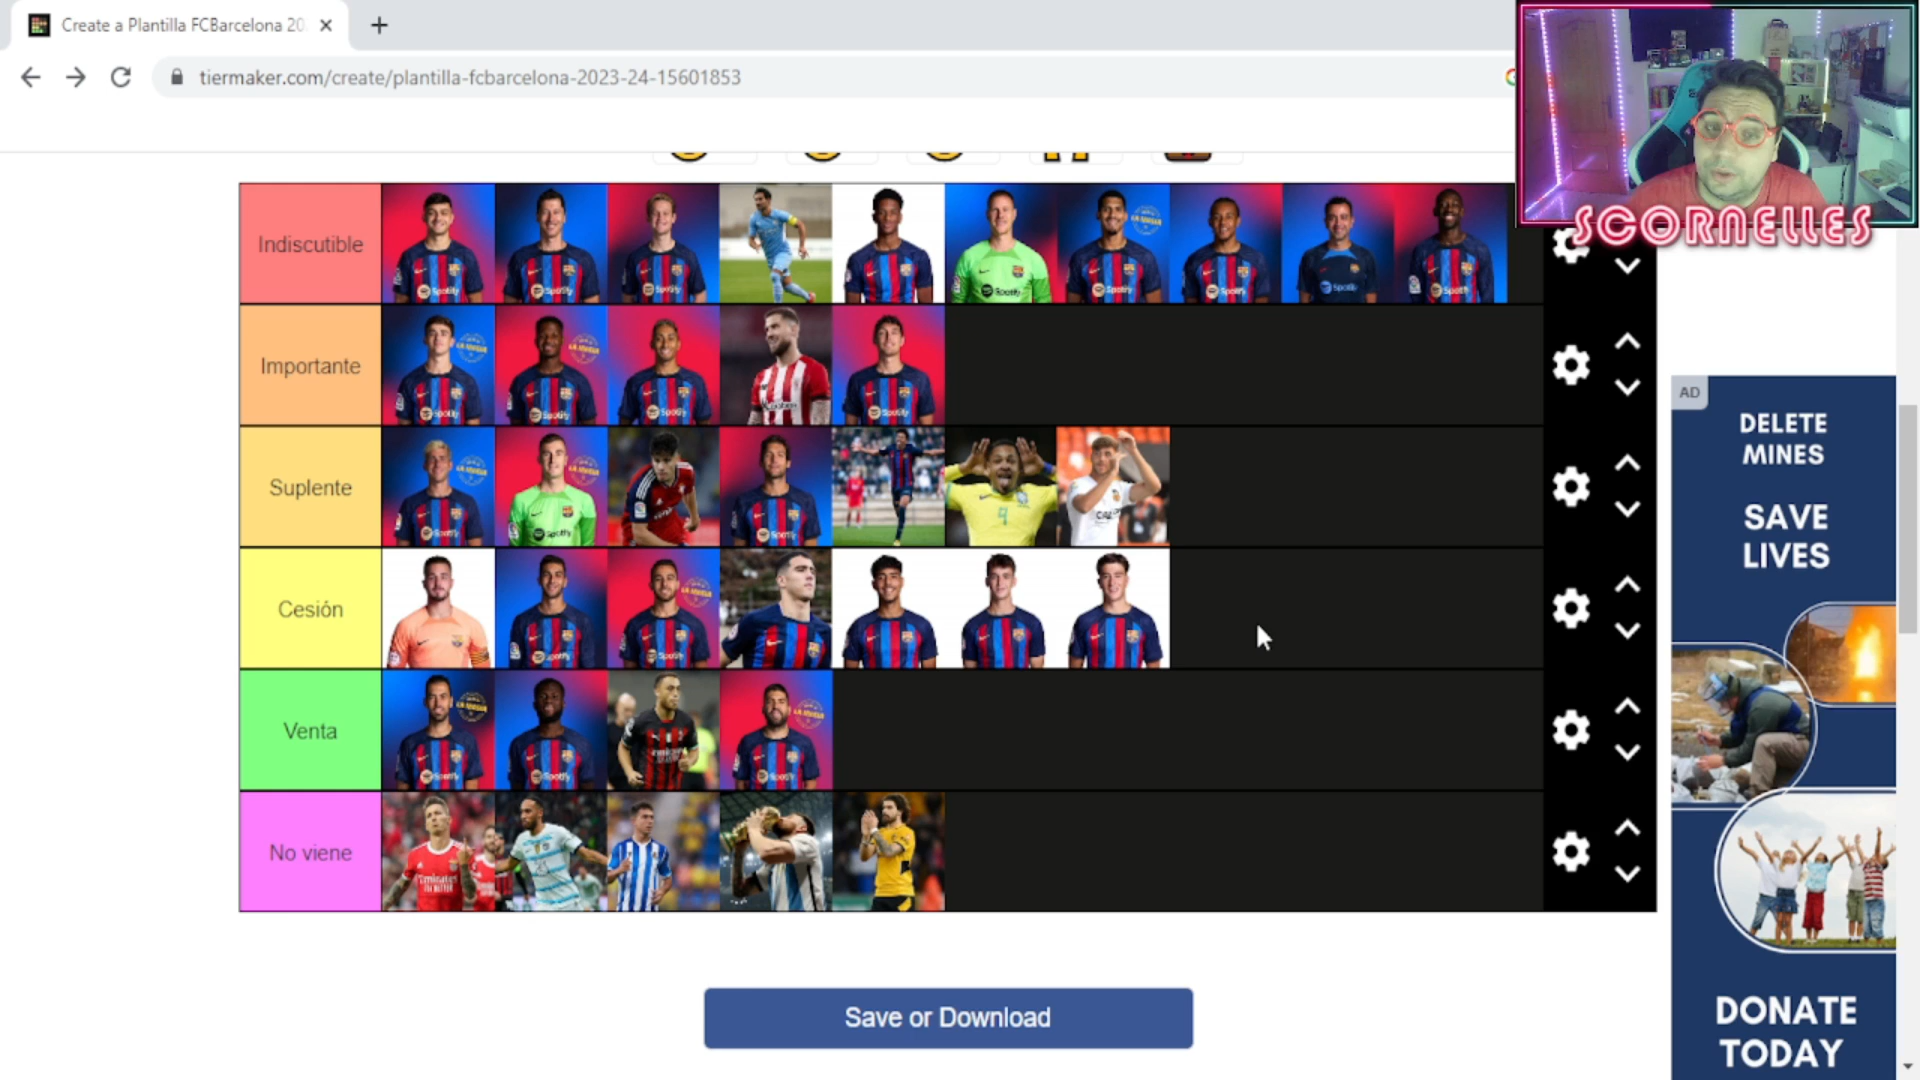 Create a Plantilla FCBarcelona 20
tiermaker.com/create/plantilla-fcbarcelona-2023-24-15601853
SCORNELLES
Indiscutible
Importante
Suplente
Cesión
Venta
No viene
Spotify
AD
DELETE
MINES
SAVE
LIVES
DONATE
TODAY
Save or Download